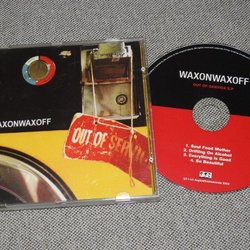 WAXONWAXOFF
OUT OF SERVICE
WAXONWAXOFF
OUT OF SERVICE E.P
1. Soul Food Mother
2. Drifting On Alcohol
3. Everything Is Good
4. So Beautiful